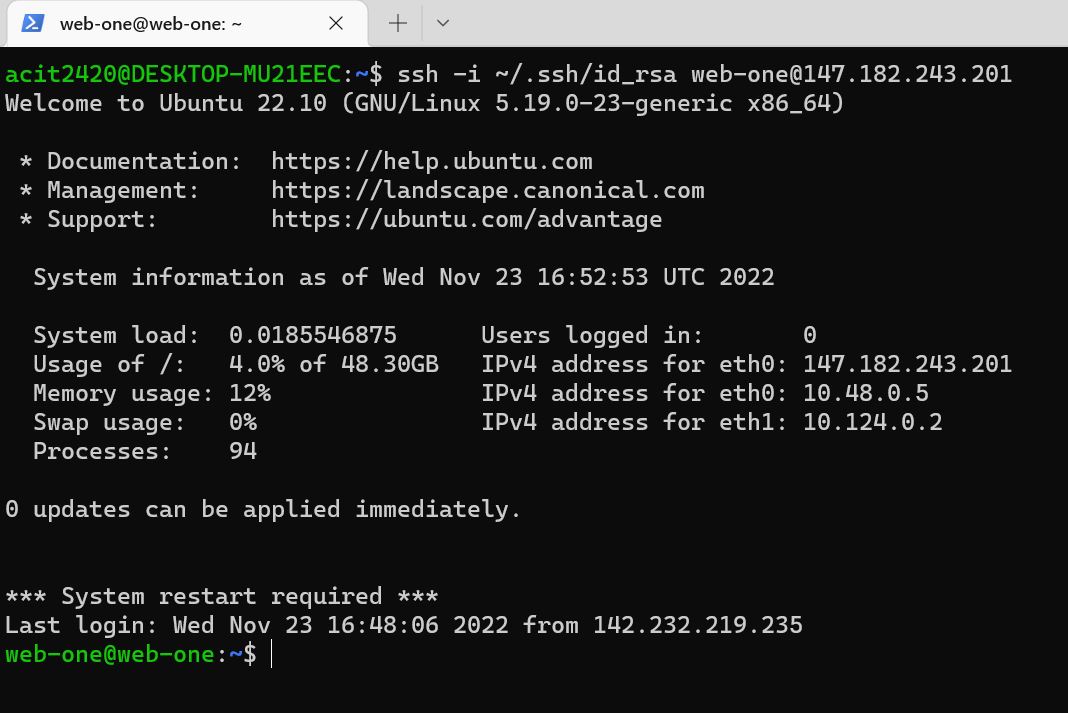 web-one@web-one: ~
acit2420@DESKTOP-MU21EEC:~$ ssh -i ~/.ssh/id_rsa web-one@147.182.243.201
Welcome to Ubuntu 22.10 (GNU/Linux 5.19.0-23-generic x86_64)
* Documentation:  https://help.ubuntu.com
* Management:     https://landscape.canonical.com
* Support:        https://ubuntu.com/advantage
System information as of Wed Nov 23 16:52:53 UTC 2022
System load:  0.0185546875      Users logged in:       0
Usage of /:   4.0% of 48.30GB   IPv4 address for eth0: 147.182.243.201
Memory usage: 12%               IPv4 address for eth0: 10.48.0.5
Swap usage:   0%                IPv4 address for eth1: 10.124.0.2
Processes:    94
0 updates can be applied immediately.
*** System restart required ***
Last login: Wed Nov 23 16:48:06 2022 from 142.232.219.235
web-one@web-one:~$